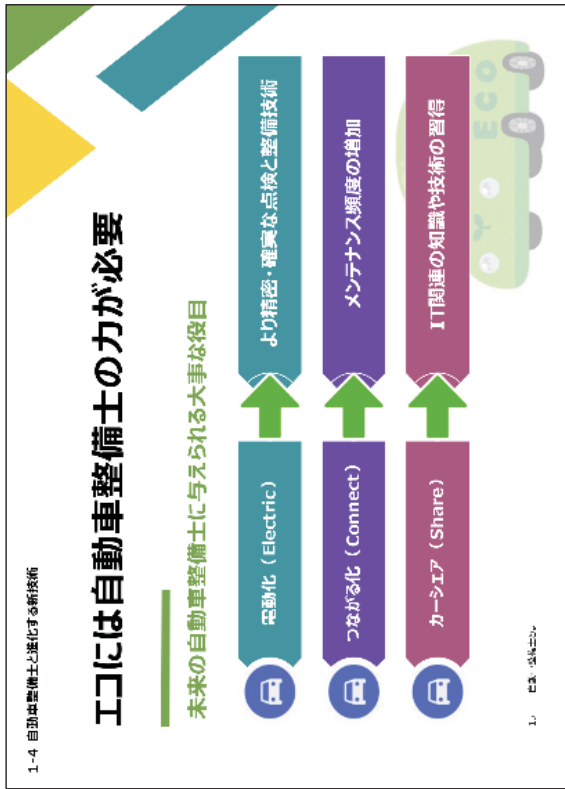 1-4 自動車整備士と進化する新技術
エコには自動車整備士の力が必要
未来の自動車整備士に与えられる大事な役目
電動化（Electric） より精密・確実な点検と整備技術
つながる化（Connect） メンテナンス頻度の増加
カーシェア（Share） IT関連の知識や技術の習得
ECO